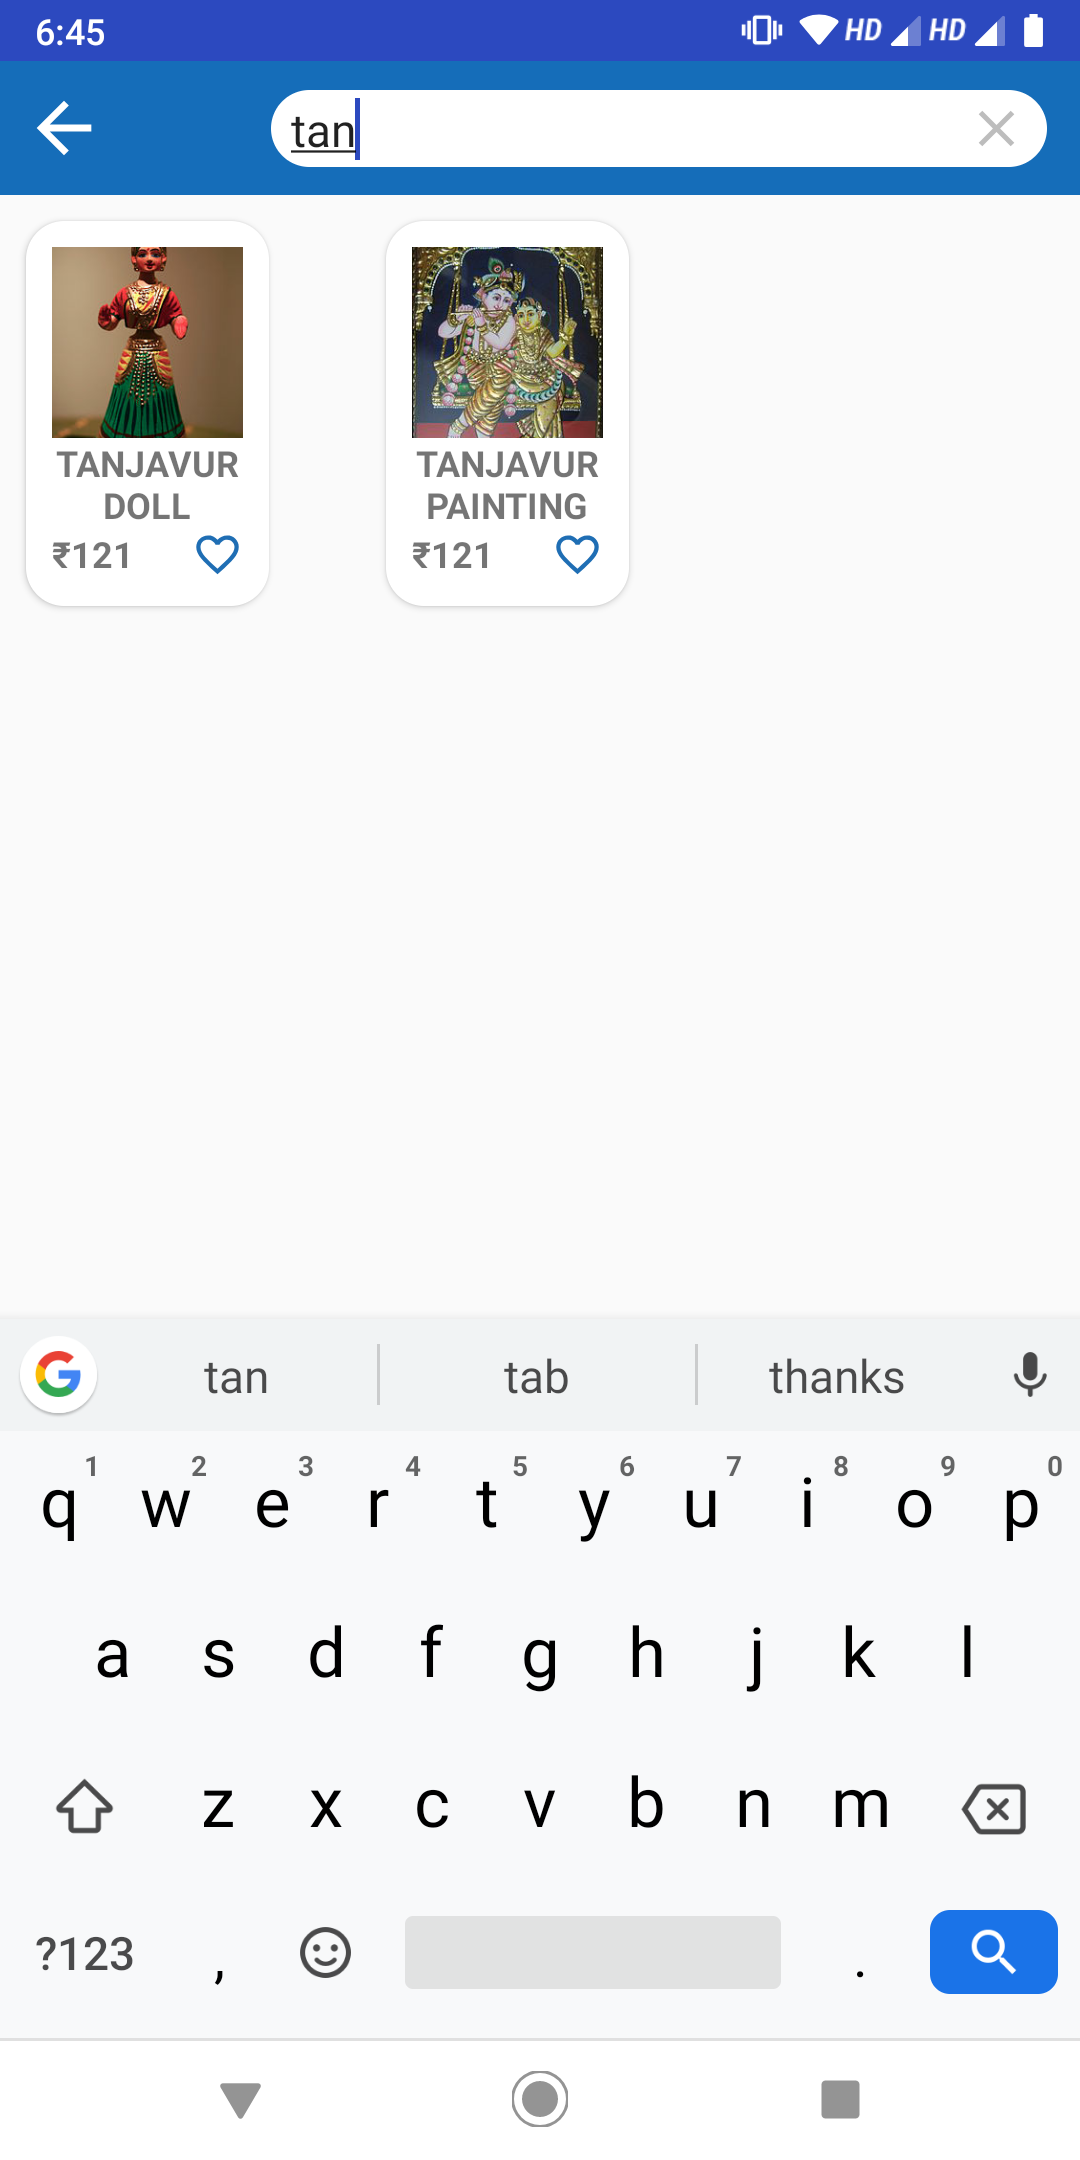 6:45 HD HD
tan
TANJAVUR DOLL
₹121
TANJAVUR PAINTING
₹121
tan tab thanks
1 2 3 4 5 6 7 8 9 0
q w e r t y u i o p
a s d f g h j k l
z x c v b n m
?123 , .